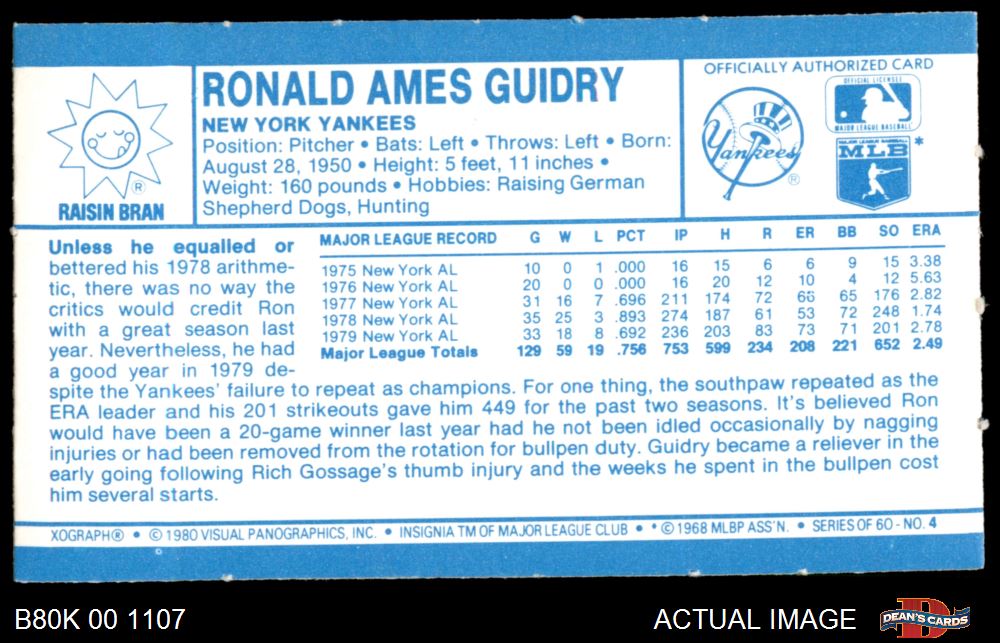 RONALD AMES GUIDRY
NEW YORK YANKEES
Position: Pitcher • Bats: Left • Throws: Left • Born:
August 28, 1950 • Height: 5 feet, 11 inches •
Weight: 160 pounds • Hobbies: Raising German
Shepherd Dogs, Hunting
®
RAISIN BRAN
OFFICIALLY AUTHORIZED CARD
Yankees
®
OFFICIAL LICENSEE
MAJOR LEAGUE BASEBALL
MAJOR LEAGUE BASEBALL
MLB *
Unless he equalled or
bettered his 1978 arithme-
tic, there was no way the
critics would credit Ron
with a great season last
year. Nevertheless, he had
a good year in 1979 de-
MAJOR LEAGUE RECORD G W L PCT IP H R ER BB SO ERA
1975 New York AL 10 0 1 .000 16 15 6 6 9 15 3.38
1976 New York AL 20 0 0 .000 16 20 12 10 4 12 5.63
1977 New York AL 31 16 7 .696 211 174 72 66 65 176 2.82
1978 New York AL 35 25 3 .893 274 187 61 53 72 248 1.74
1979 New York AL 33 18 8 .692 236 203 83 73 71 201 2.78
Major League Totals 129 59 19 .756 753 599 234 208 221 652 2.49
spite the Yankees' failure to repeat as champions. For one thing, the southpaw repeated as the
ERA leader and his 201 strikeouts gave him 449 for the past two seasons. It's believed Ron
would have been a 20-game winner last year had he not been idled occasionally by nagging
injuries or had been removed from the rotation for bullpen duty. Guidry became a reliever in the
early going following Rich Gossage's thumb injury and the weeks he spent in the bullpen cost
him several starts.
XOGRAPH® • © 1980 VISUAL PANOGRAPHICS, INC. • INSIGNIA TM OF MAJOR LEAGUE CLUB • * © 1968 MLBP ASS'N. • SERIES OF 60 - NO. 4
B80K 00 1107
ACTUAL IMAGE
DEAN'S CARDS